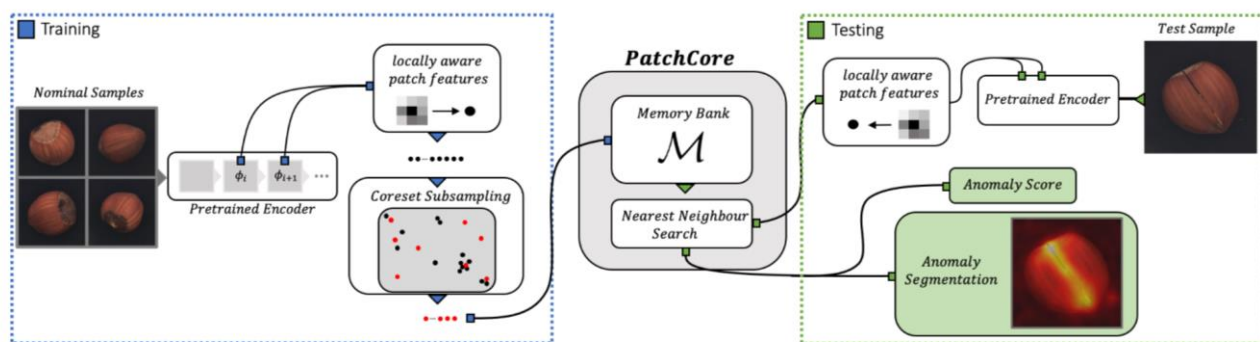 Training
Nominal Samples
ϕi
ϕi+1
...
Pretrained Encoder
locally aware
patch features
Coreset Subsampling
PatchCore
Memory Bank
M
Nearest Neighbour
Search
Testing
locally aware
patch features
Pretrained Encoder
Test Sample
Anomaly Score
Anomaly
Segmentation